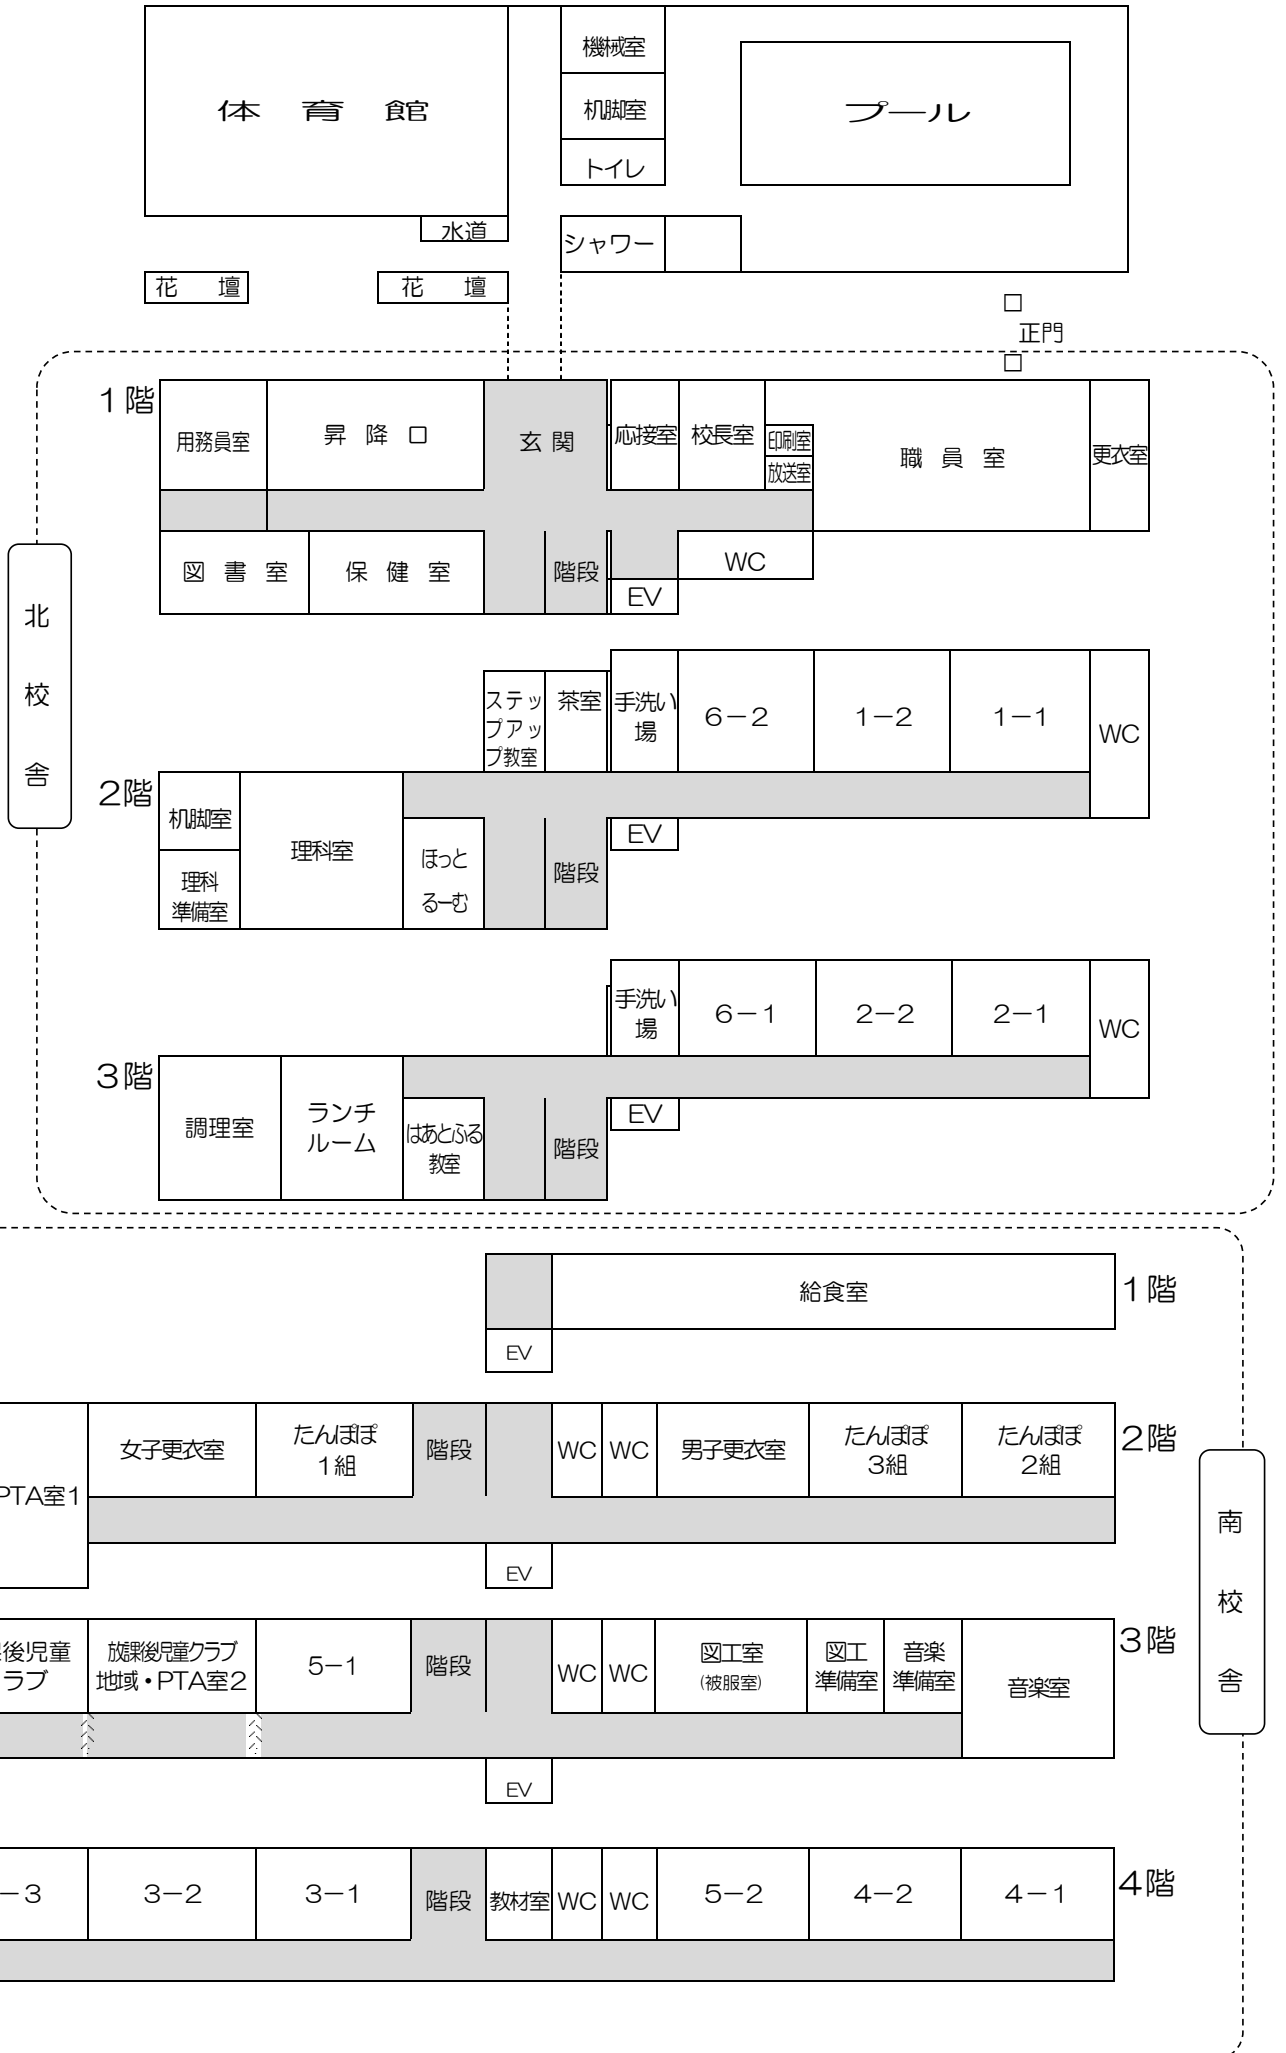 体 育 館
機械室
机脚室
トイレ
プール
水道
シャワー
花 壇
花 壇
正門
1階
用務員室
昇 降 口
玄 関
応接室
校長室
印刷室
放送室
職 員 室
更衣室
図 書 室
保 健 室
階段
EV
WC
北
校
舎
2階
ステッ
プアッ
プ教室
茶室
手洗い
場
6−2
1−2
1−1
WC
机脚室
理科
準備室
理科室
ほっと
るーむ
階段
EV
3階
手洗い
場
6−1
2−2
2−1
WC
調理室
ランチ
ルーム
はあとふる
教室
階段
EV
給食室
1階
EV
PTA室1
女子更衣室
たんぽぽ
1組
階段
WC
WC
男子更衣室
たんぽぽ
3組
たんぽぽ
2組
2階
EV
南
校
舎
後児童
ラブ
放課後児童クラブ
地域・PTA室2
5−1
階段
WC
WC
図工室
(被服室)
図工
準備室
音楽
準備室
音楽室
3階
EV
−3
3−2
3−1
階段
教材室
WC
WC
5−2
4−2
4−1
4階